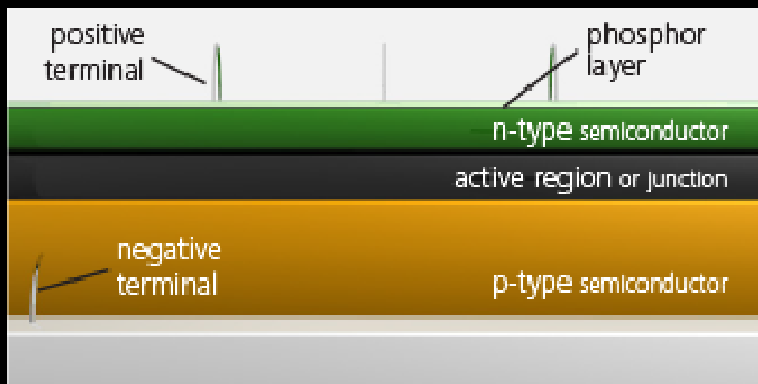 positive
terminal
phosphor
layer
n-type semiconductor
active region or junction
negative
terminal
p-type semiconductor